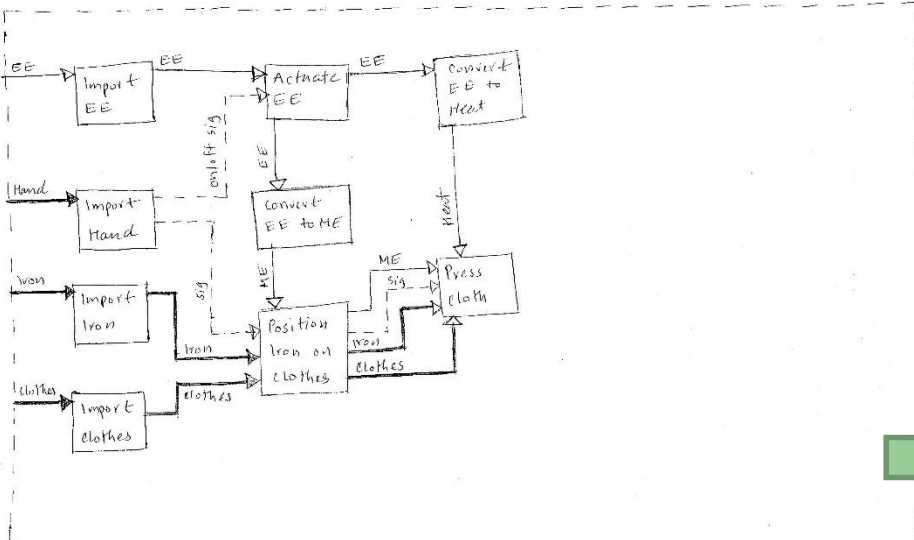 EE
Import
EE
EE
Actuate
EE
EE
Convert
EE to
Heat
on/off sig
EE
Hand
Import
Hand
Convert
EE to ME
Heat
sig
ME
Iron
Import
Iron
Iron
Position
Iron on
clothes
ME
sig
Iron
clothes
Press
cloth
clothes
Import
clothes
clothes